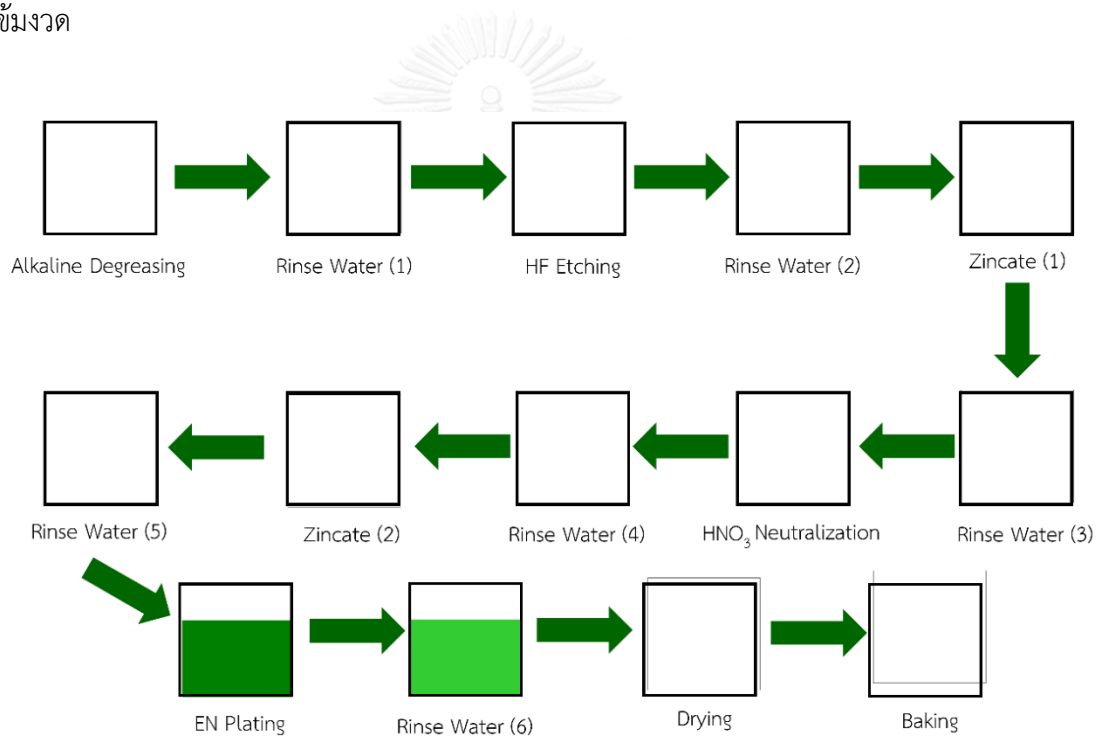 ข้มงวด
Alkaline Degreasing
Rinse Water (1)
HF Etching
Rinse Water (2)
Zincate (1)
Rinse Water (5)
Zincate (2)
Rinse Water (4)
HNO₃ Neutralization
Rinse Water (3)
EN Plating
Rinse Water (6)
Drying
Baking